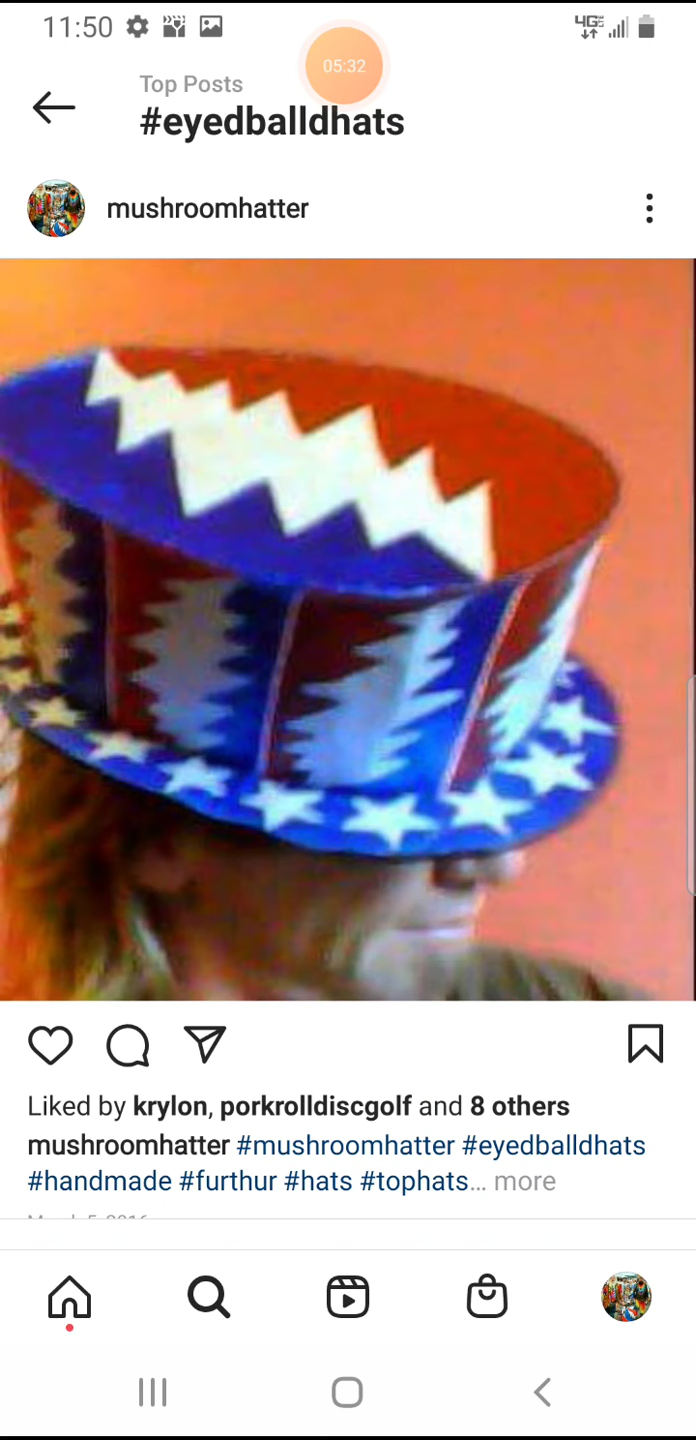 11:50
4GE
05:32
Top Posts
#eyedballdhats
mushroomhatter
Liked by krylon, porkrolldiscgolf and 8 others
mushroomhatter #mushroomhatter #eyedballdhats
#handmade #furthur #hats #tophats... more